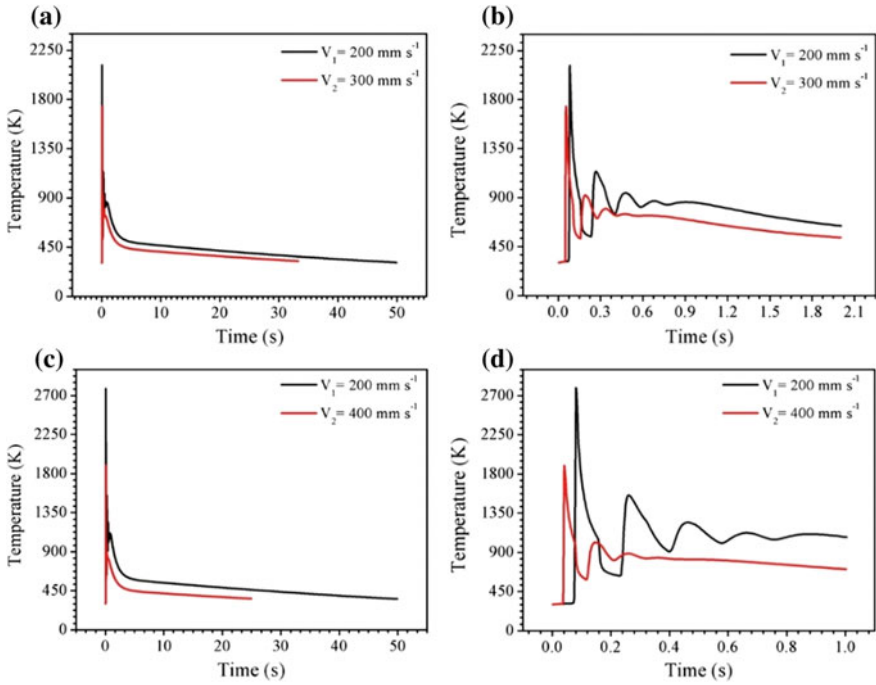 (a)
V₁= 200 mm s⁻¹
V₂= 300 mm s⁻¹
Temperature (K)
2250
1800
1350
900
450
0
0 10 20 30 40 50
Time (s)
(b)
V₁= 200 mm s⁻¹
V₂= 300 mm s⁻¹
Temperature (K)
2250
1800
1350
900
450
0
0.0 0.3 0.6 0.9 1.2 1.5 1.8 2.1
Time (s)
(c)
V₁= 200 mm s⁻¹
V₂= 400 mm s⁻¹
Temperature (K)
2700
2250
1800
1350
900
450
0
0 10 20 30 40 50
Time (s)
(d)
V₁= 200 mm s⁻¹
V₂= 400 mm s⁻¹
Temperature (K)
2700
2250
1800
1350
900
450
0
0.0 0.2 0.4 0.6 0.8 1.0
Time (s)